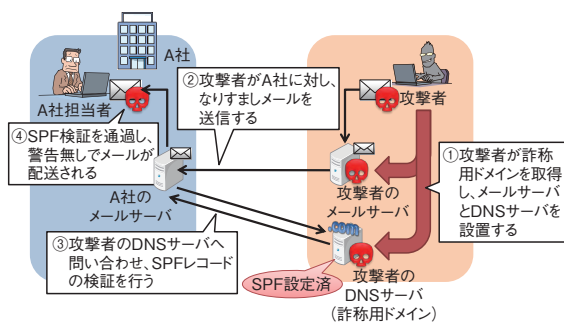 A社
A社担当者
②攻撃者がA社に対し、
なりすましメールを
送信する
攻撃者
④SPF検証を通過し、
警告無しでメールが
配送される
①攻撃者が詐称
用ドメインを取得
し、メールサーバ
とDNSサーバを
設置する
A社の
メールサーバ
攻撃者の
メールサーバ
③攻撃者のDNSサーバへ
問い合わせ、SPFレコード
の検証を行う
.com
SPF設定済
攻撃者の
DNSサーバ
(詐称用ドメイン)